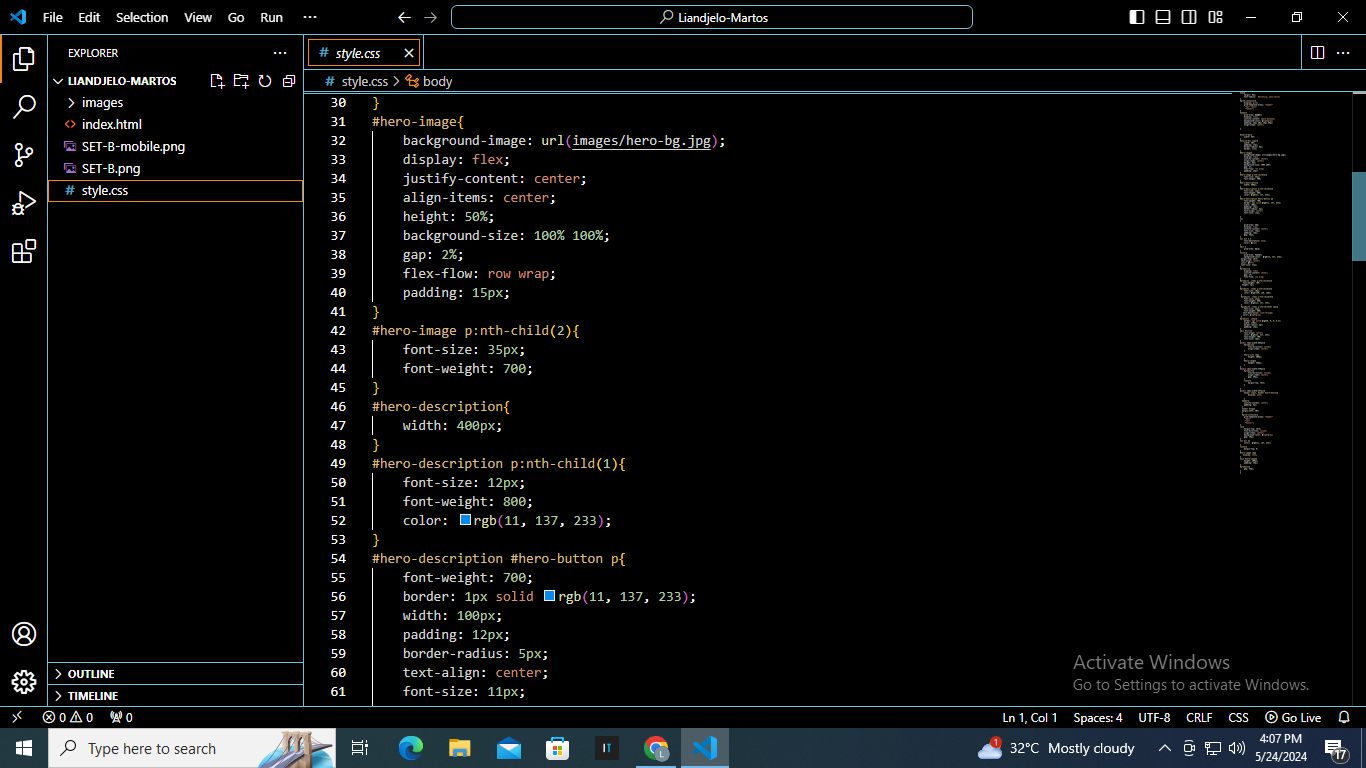 File Edit Selection View Go Run ··· Liandjelo-Martos
EXPLORER ···
LIANDJELO-MARTOS
images
index.html
SET-B-mobile.png
SET-B.png
# style.css
OUTLINE
TIMELINE
# style.css
# style.css > body
30 }
31 #hero-image{
32 background-image: url(images/hero-bg.jpg);
33 display: flex;
34 justify-content: center;
35 align-items: center;
36 height: 50%;
37 background-size: 100% 100%;
38 gap: 2%;
39 flex-flow: row wrap;
40 padding: 15px;
41 }
42 #hero-image p:nth-child(2){
43 font-size: 35px;
44 font-weight: 700;
45 }
46 #hero-description{
47 width: 400px;
48 }
49 #hero-description p:nth-child(1){
50 font-size: 12px;
51 font-weight: 800;
52 color: rgb(11, 137, 233);
53 }
54 #hero-description #hero-button p{
55 font-weight: 700;
56 border: 1px solid rgb(11, 137, 233);
57 width: 100px;
58 padding: 12px;
59 border-radius: 5px;
60 text-align: center;
61 font-size: 11px;
Activate Windows
Go to Settings to activate Windows.
0 0 0 Ln 1, Col 1 Spaces: 4 UTF-8 CRLF CSS Go Live
Type here to search IT L 1 32°C Mostly cloudy 4:07 PM
5/24/2024 17